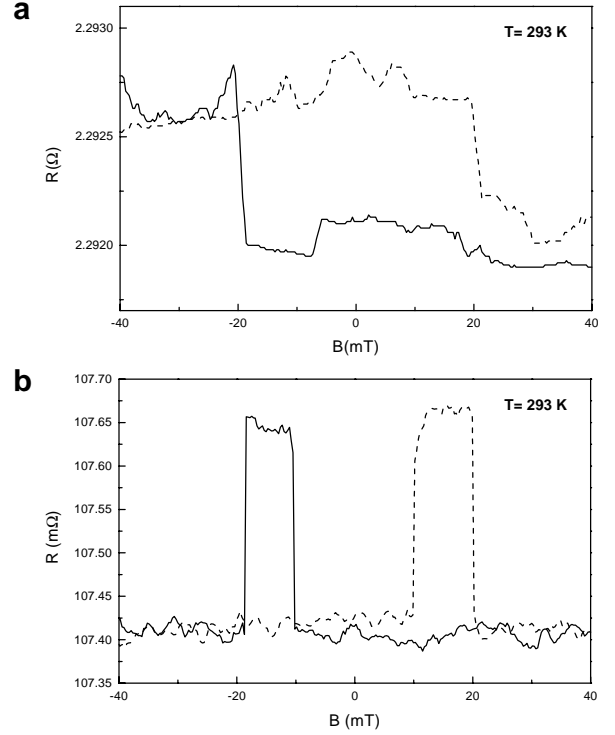 a
T= 293 K
2.2930
2.2925
2.2920
R(Ω)
-40 -20 0 20 40
B(mT)
b
T= 293 K
107.70
107.65
107.60
107.55
107.50
107.45
107.40
107.35
R (mΩ)
-40 -20 0 20 40
B (mT)